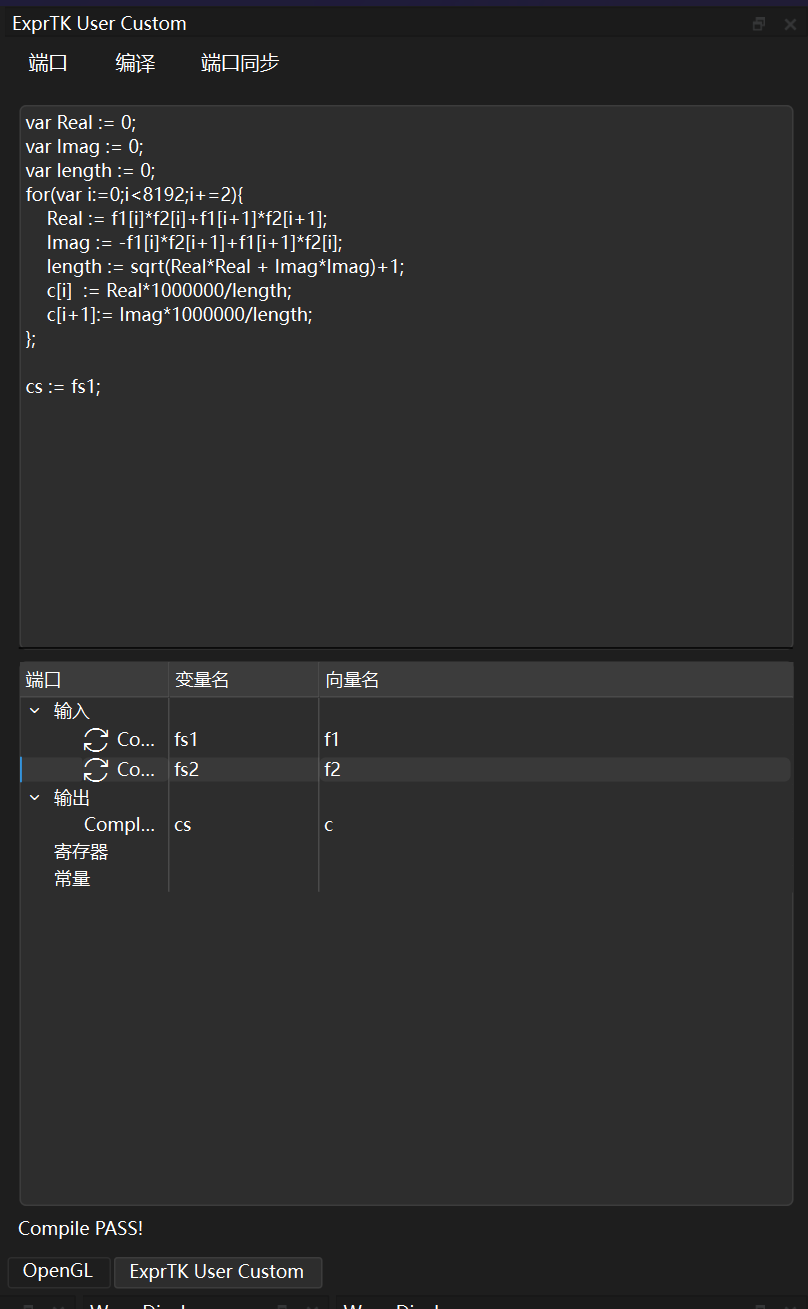 ExprTK User Custom
端口 编译 端口同步
var Real := 0;
var Imag := 0;
var length := 0;
for(var i:=0;i<8192;i+=2){
    Real := f1[i]*f2[i]+f1[i+1]*f2[i+1];
    Imag := -f1[i]*f2[i+1]+f1[i+1]*f2[i];
    length := sqrt(Real*Real + Imag*Imag)+1;
    c[i]  := Real*1000000/length;
    c[i+1]:= Imag*1000000/length;
};
cs := fs1;
端口 变量名 向量名
输入
Co... fs1 f1
Co... fs2 f2
输出
Compl... cs c
寄存器
常量
Compile PASS!
OpenGL ExprTK User Custom